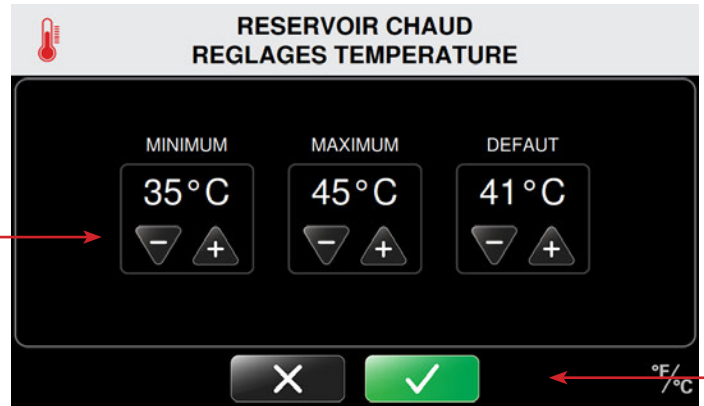 RESERVOIR CHAUD
REGLAGES TEMPERATURE
MINIMUM MAXIMUM DEFAUT
35°C 45°C 41°C
- + - + - +
°F/°C